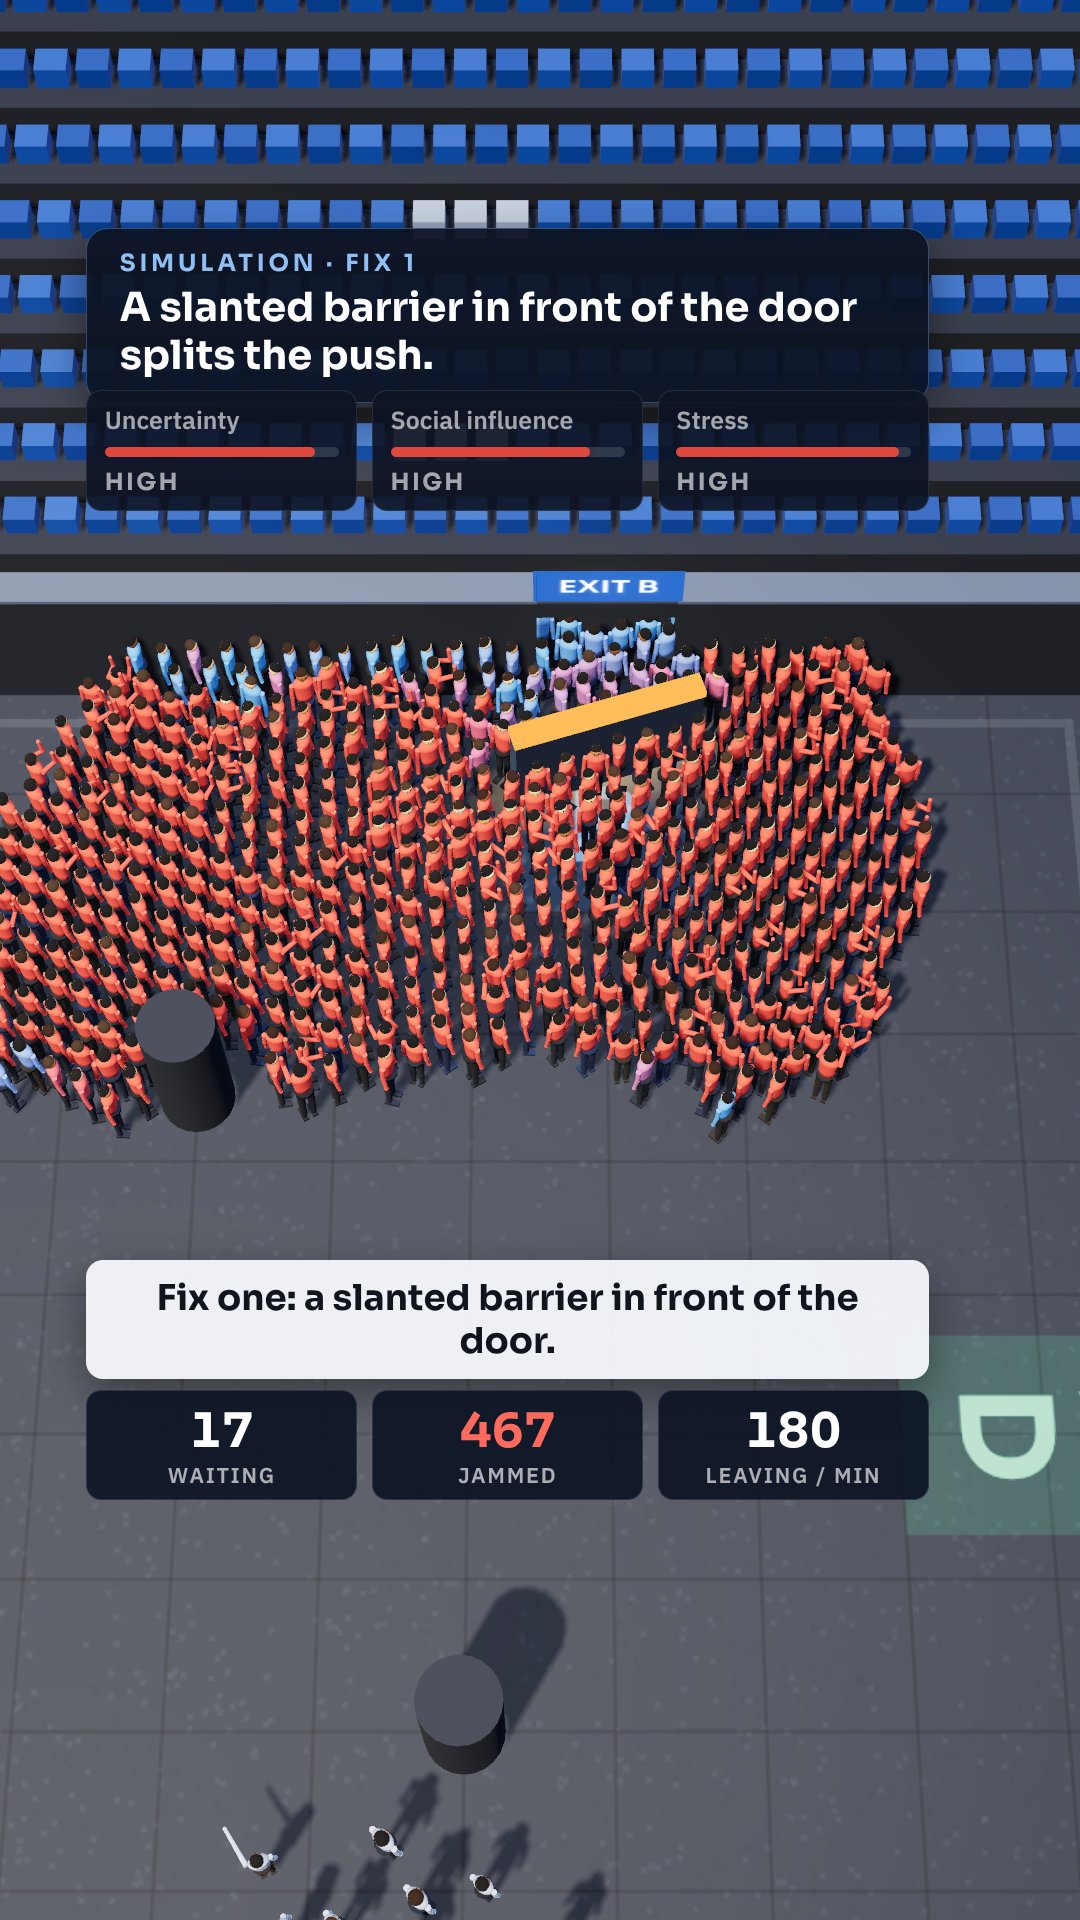 SIMULATION · FIX 1
A slanted barrier in front of the door
splits the push.
Uncertainty
HIGH
Social influence
HIGH
Stress
HIGH
EXIT B
Fix one: a slanted barrier in front of the
door.
17
WAITING
467
JAMMED
180
LEAVING / MIN
D